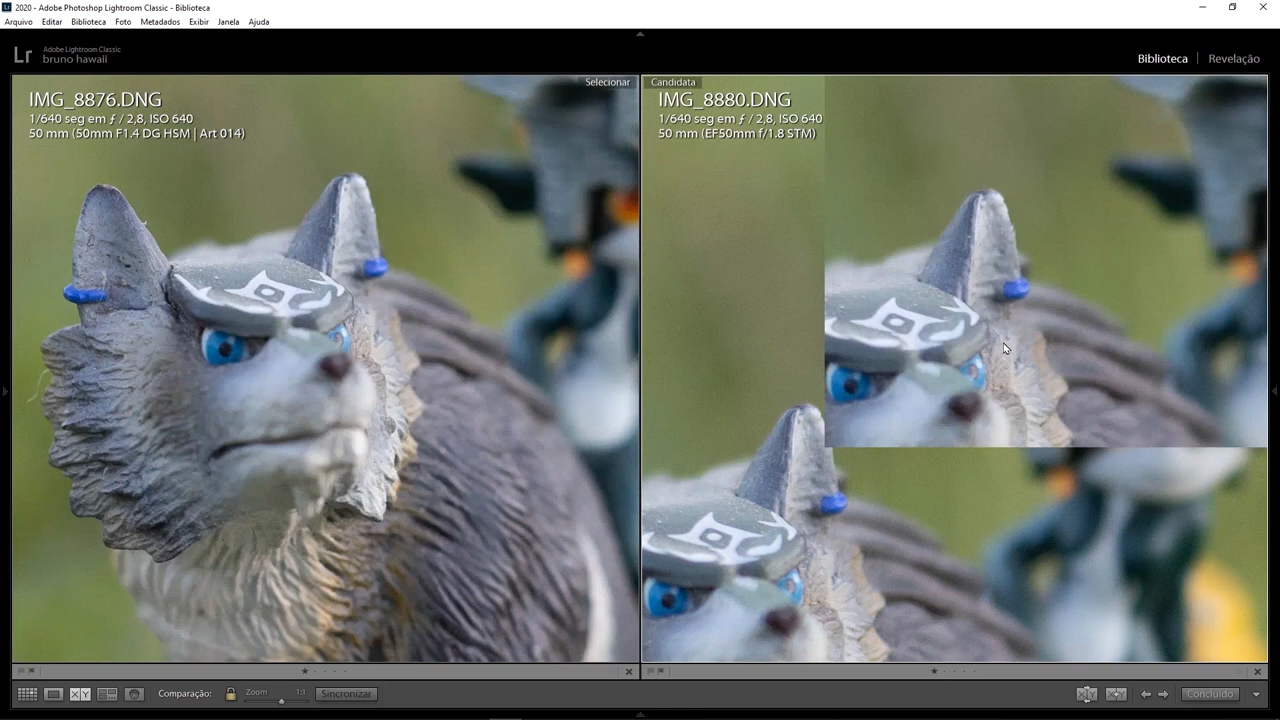 2020 - Adobe Photoshop Lightroom Classic - Biblioteca
Arquivo Editar Biblioteca Foto Metadados Exibir Janela Ajuda
Lr
Adobe Lightroom Classic
bruno hawaii
Biblioteca | Revelação
Selecionar
Candidata
IMG_8876.DNG
1/640 seg em ƒ / 2,8, ISO 640
50 mm (50mm F1.4 DG HSM | Art 014)
IMG_8880.DNG
1/640 seg em ƒ / 2,8, ISO 640
50 mm (EF50mm f/1.8 STM)
X Y
Comparação:
Zoom
1:1
Sincronizar
Concluído